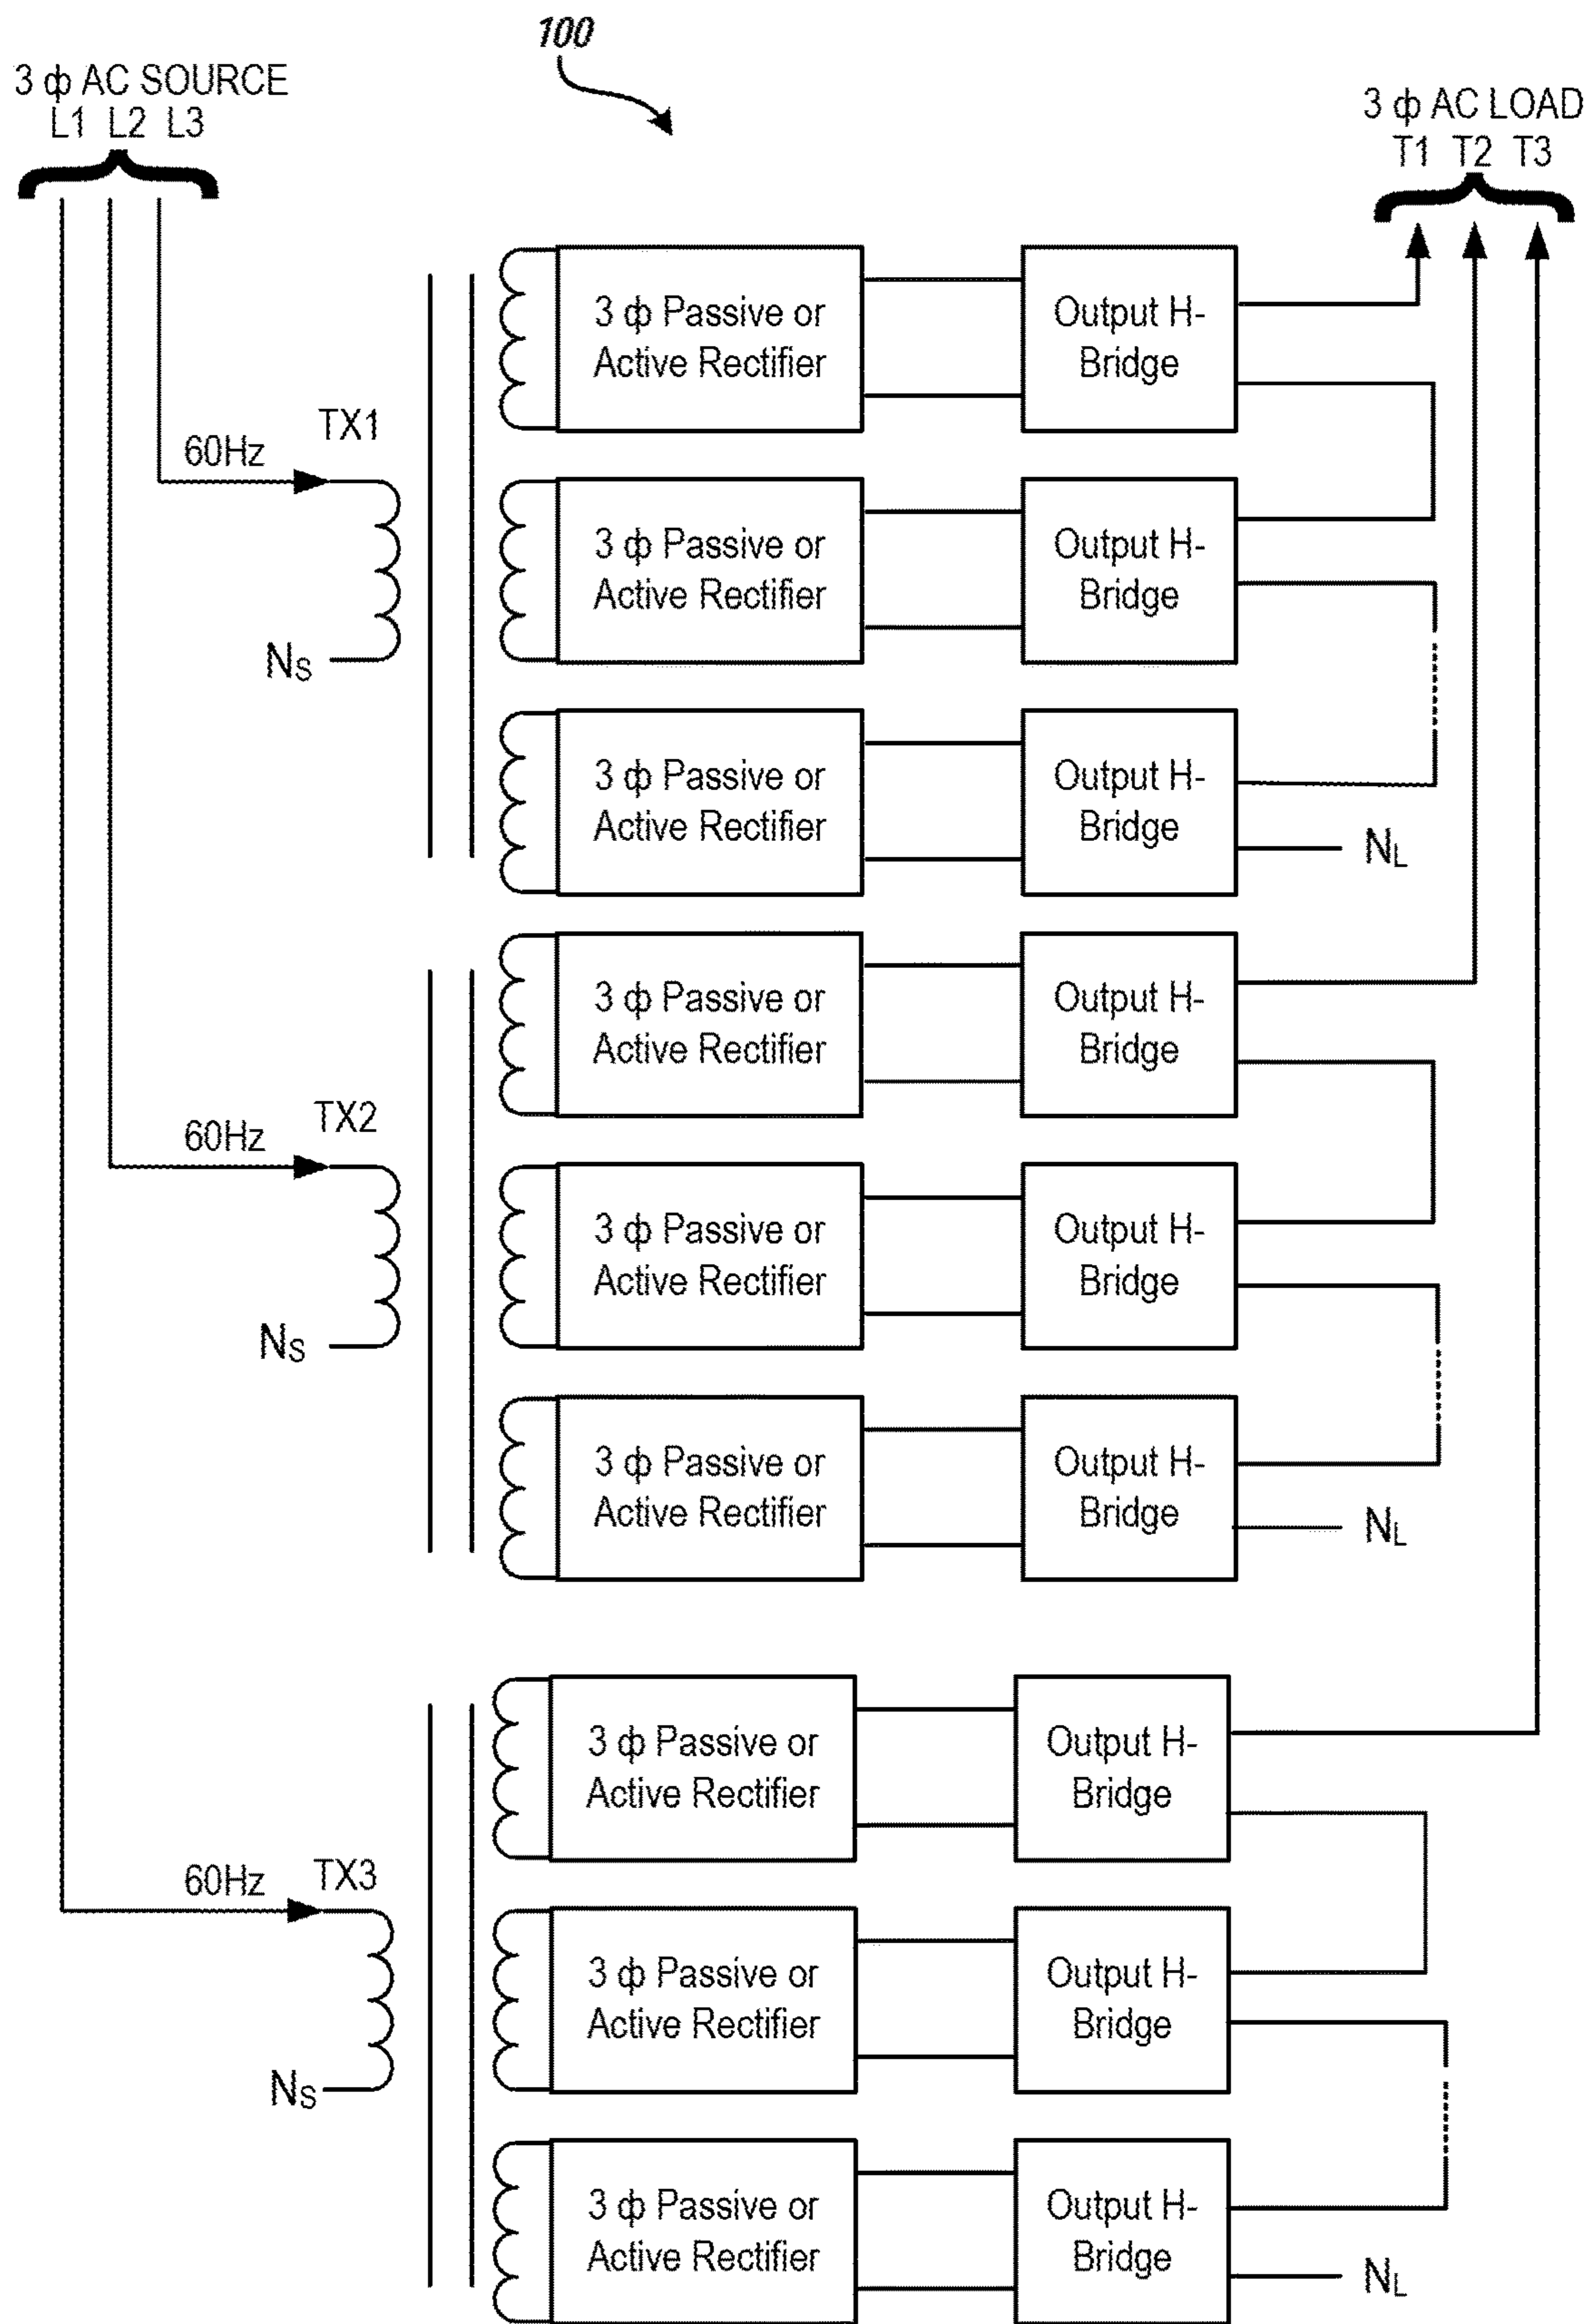 100
3 ф AC SOURCE
L1 L2 L3
3 ф AC LOAD
T1 T2 T3
TX1
60Hz
NS
3 ф Passive or
Active Rectifier
Output H-
Bridge
3 ф Passive or
Active Rectifier
Output H-
Bridge
3 ф Passive or
Active Rectifier
Output H-
Bridge
NL
TX2
60Hz
NS
3 ф Passive or
Active Rectifier
Output H-
Bridge
3 ф Passive or
Active Rectifier
Output H-
Bridge
3 ф Passive or
Active Rectifier
Output H-
Bridge
NL
TX3
60Hz
NS
3 ф Passive or
Active Rectifier
Output H-
Bridge
3 ф Passive or
Active Rectifier
Output H-
Bridge
3 ф Passive or
Active Rectifier
Output H-
Bridge
NL